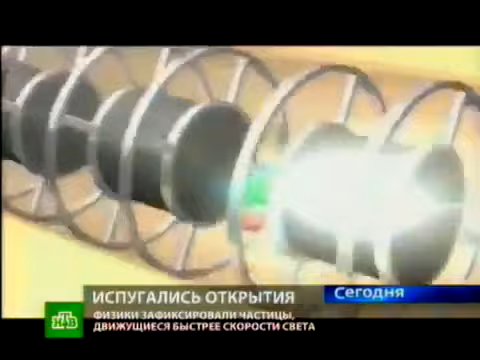 ИСПУГАЛИСЬ ОТКРЫТИЯ
Сегодня
ФИЗИКИ ЗАФИКСИРОВАЛИ ЧАСТИЦЫ,
ДВИЖУЩИЕСЯ БЫСТРЕЕ СКОРОСТИ СВЕТА
НТВ